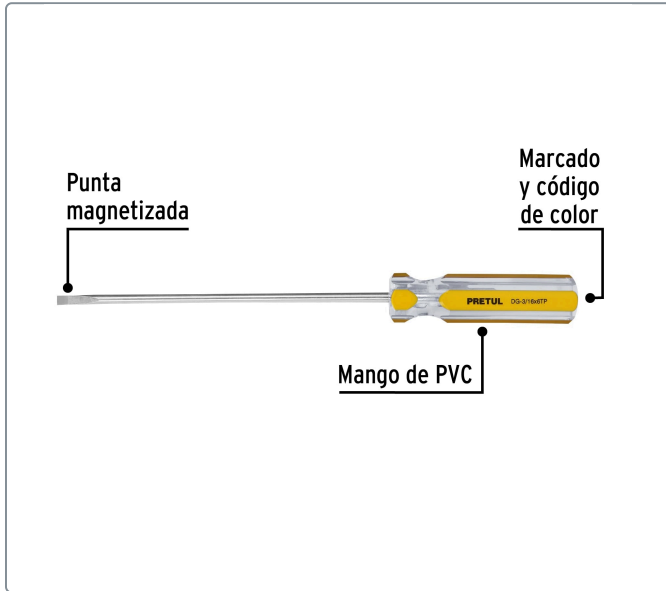 Punta
magnetizada
Marcado
y código
de color
PRETUL DG-3/16x6TP
Mango de PVC